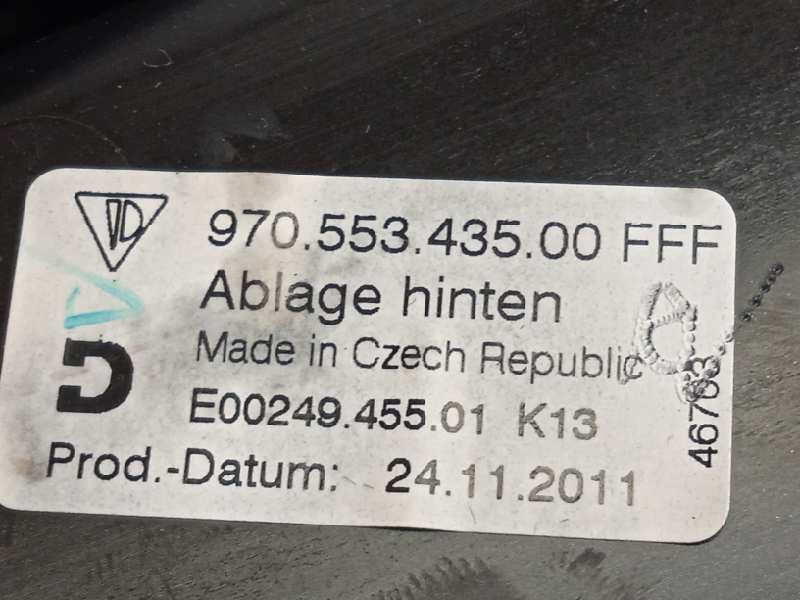 970.553.435.00 FFF
Ablage hinten
Made in Czech Republic
E00249.455.01 K13
Prod.-Datum: 24.11.2011